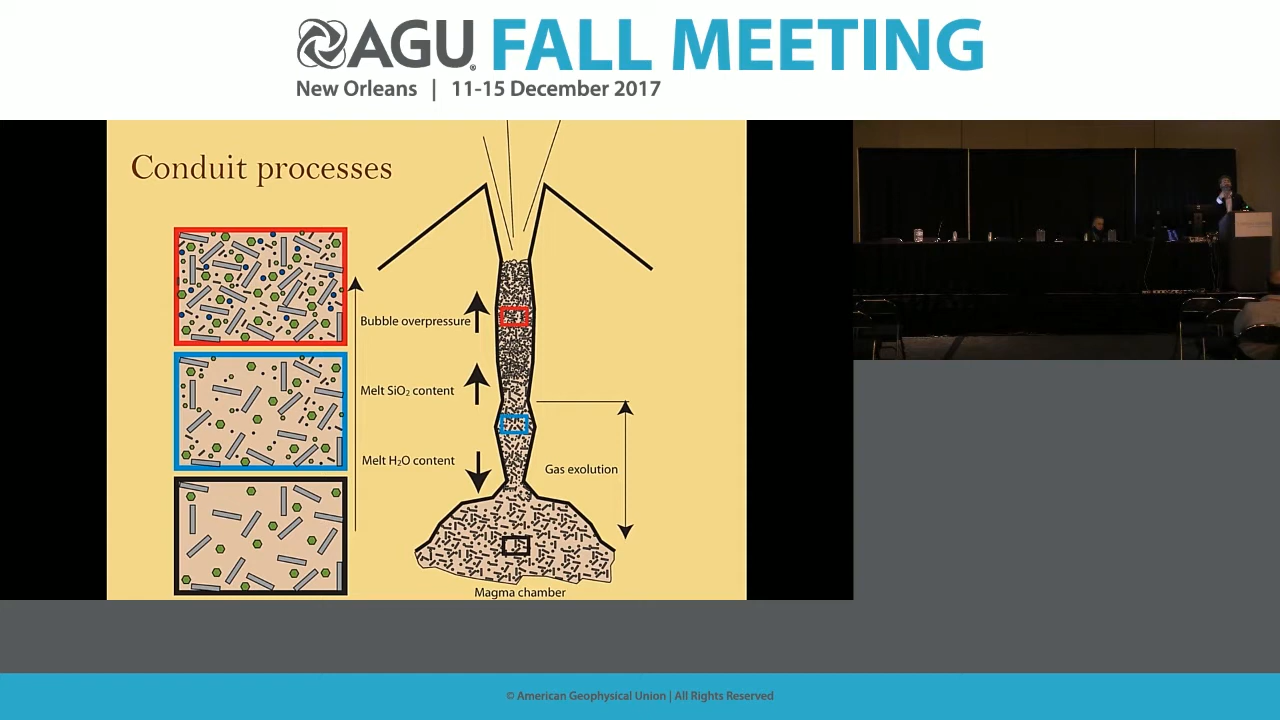 AGU FALL MEETING
New Orleans | 11-15 December 2017
Conduit processes
Bubble overpressure
Melt SiO₂ content
Melt H₂O content
Gas exolution
Magma chamber
© American Geophysical Union | All Rights Reserved